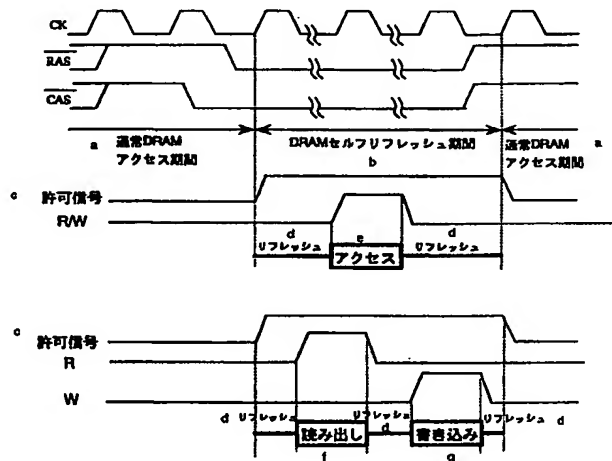 CK
RAS
CAS
a 通常DRAM アクセス期間
DRAMセルフリフレッシュ期間
b
通常DRAM アクセス期間 a
c 許可信号
R/W
d e d
リフレッシュ アクセス リフレッシュ
c 許可信号
R
W
d リフレッシュ 読み出し リフレッシュ d 書き込み リフレッシュ d
f g